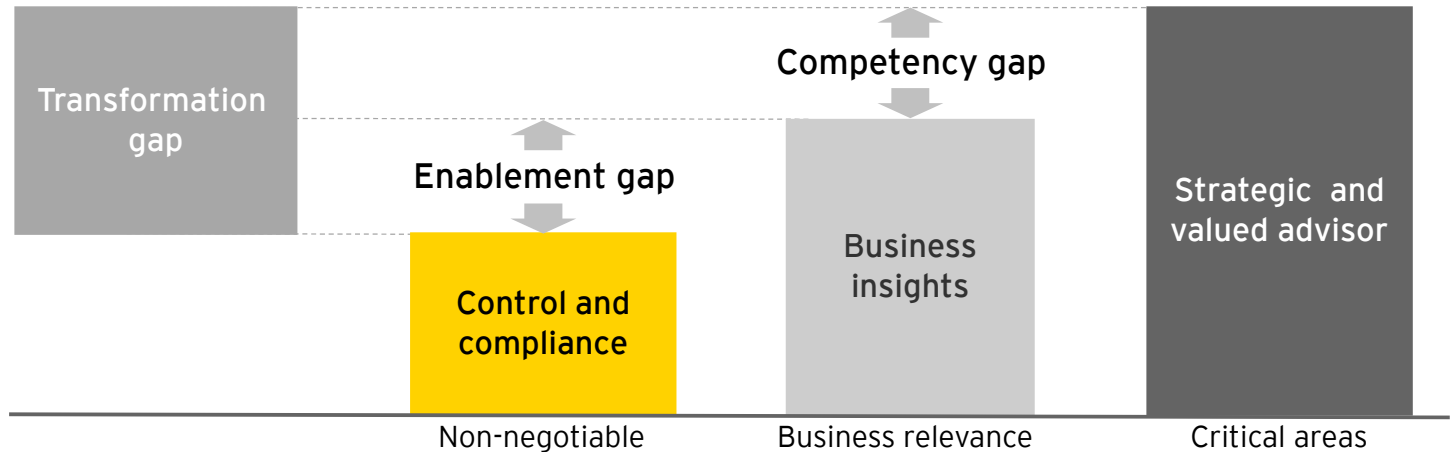 Transformation
gap
Enablement gap
Control and
compliance
Non-negotiable
Competency gap
Business
insights
Business relevance
Strategic and
valued advisor
Critical areas